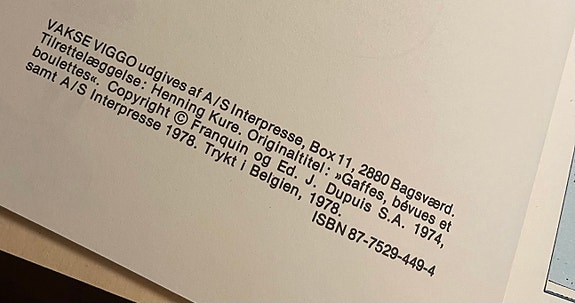 VAKSE VIGGO udgives af A/S Interpresse, Box 11, 2880 Bagsværd.
Tilrettelæggelse: Henning Kure. Originaltitel: »Gaffes, bévues et
boulettes«. Copyright © Franquin og Ed. J. Dupuis S.A. 1974,
samt A/S Interpresse 1978. Trykt i Belgien, 1978.
ISBN 87-7529-449-4